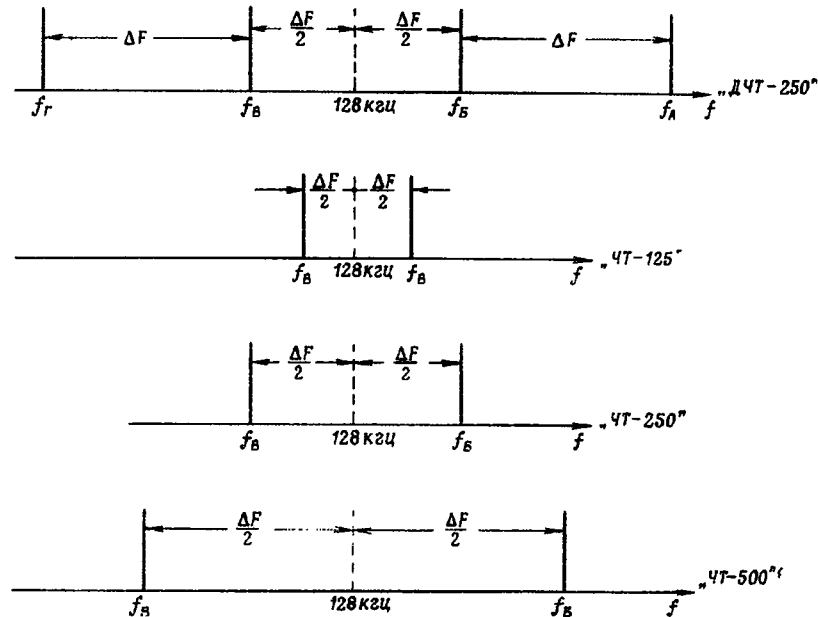 ΔF ΔF/2 ΔF/2 ΔF
f_Г f_В 128 кгц f_Б f_А f „ДЧТ-250"
ΔF/2 ΔF/2
f_В 128 кгц f_В f „ЧТ-125"
ΔF/2 ΔF/2
f_В 128 кгц f_Б f „ЧТ-250"
ΔF/2 ΔF/2
f_В 128 кгц f_Б f „ЧТ-500"